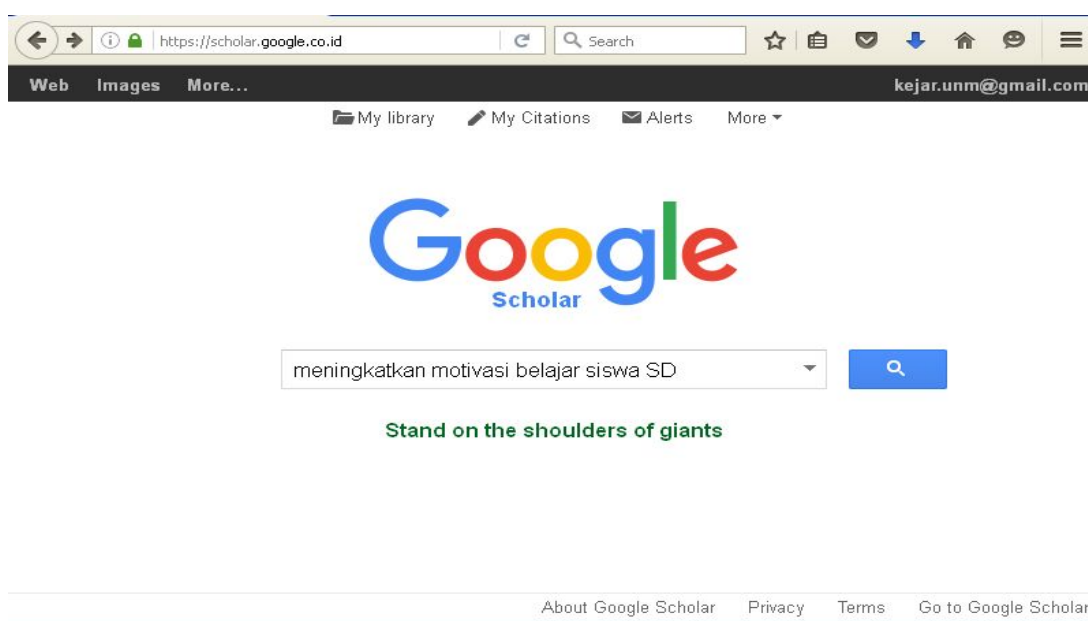 https://scholar.google.co.id Search
Web Images More... kejar.unm@gmail.com
My library My Citations Alerts More
Google
Scholar
meningkatkan motivasi belajar siswa SD
Stand on the shoulders of giants
About Google Scholar Privacy Terms Go to Google Scholar